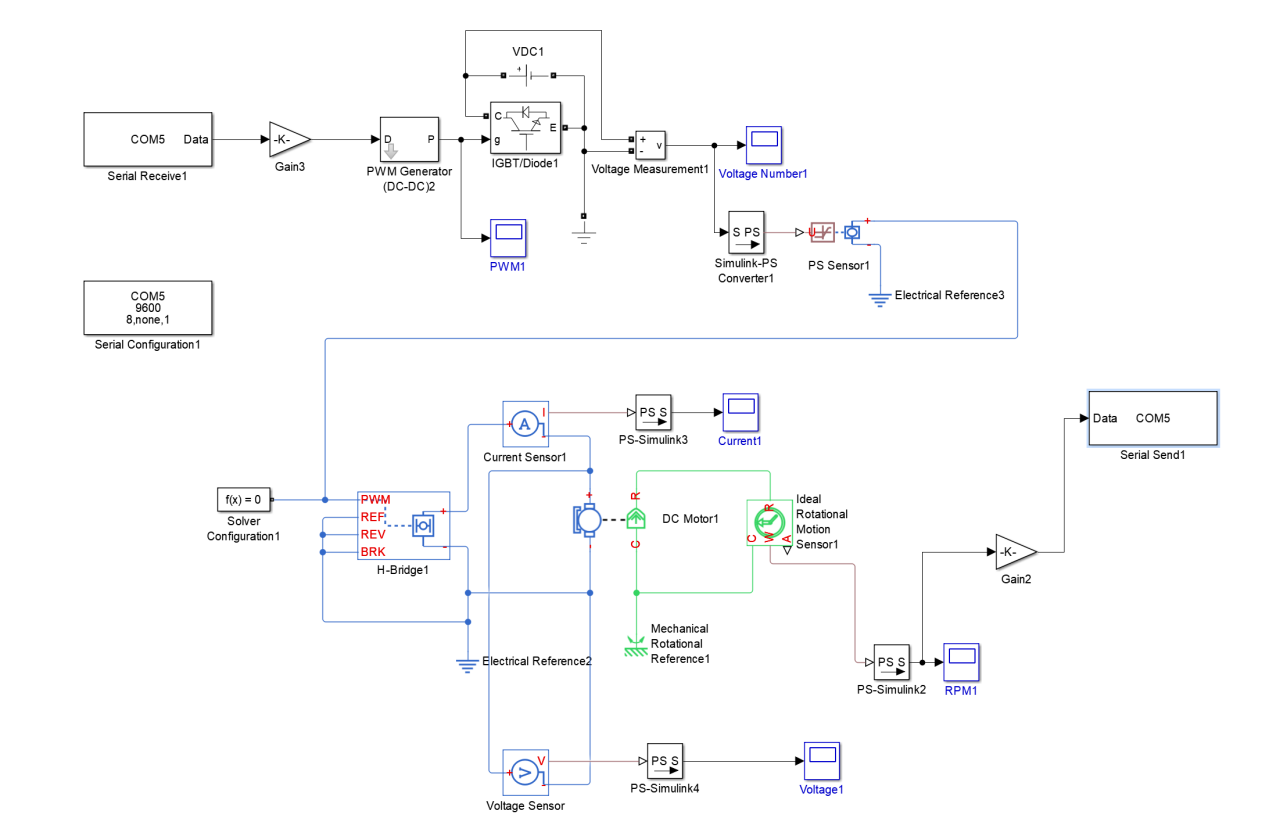 VDC1
COM5 Data
Serial Receive1
-K-
Gain3
D P
PWM Generator
(DC-DC)2
C
E
g
IGBT/Diode1
+
-
v
Voltage Measurement1
Voltage Number1
PWM1
S PS
Simulink-PS
Converter1
U
PS Sensor1
+
-
Electrical Reference3
COM5
9600
8,none,1
Serial Configuration1
A
I
+
-
Current Sensor1
PS S
PS-Simulink3
Current1
Data COM5
Serial Send1
f(x) = 0
Solver
Configuration1
PWM
REF
REV
BRK
+
-
H-Bridge1
+
-
R
C
DC Motor1
R
C
W
A
Ideal
Rotational
Motion
Sensor1
-K-
Gain2
Mechanical
Rotational
Reference1
Electrical Reference2
PS S
PS-Simulink2
RPM1
V
V
+
-
Voltage Sensor
PS S
PS-Simulink4
Voltage1